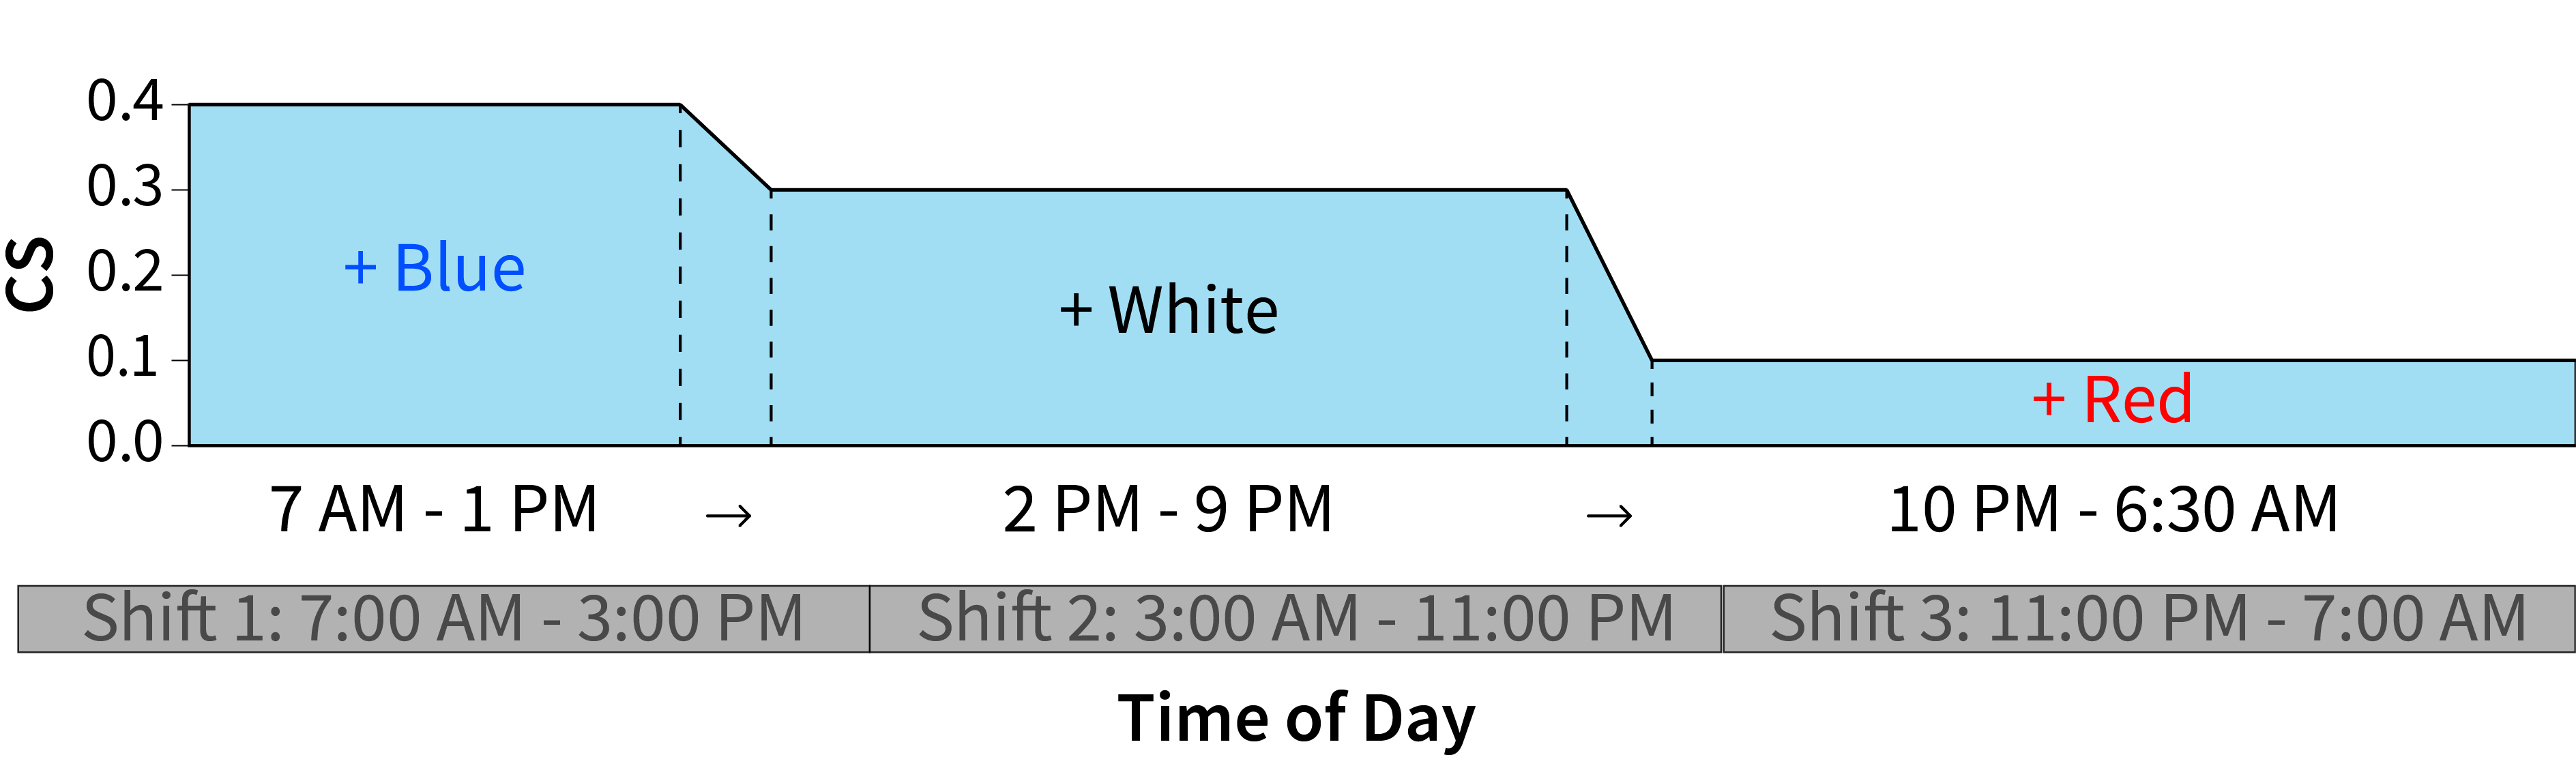 0.4
0.3
0.2
0.1
0.0
CS
+ Blue
+ White
+ Red
7 AM - 1 PM → 2 PM - 9 PM → 10 PM - 6:30 AM
Shift 1: 7:00 AM - 3:00 PM Shift 2: 3:00 AM - 11:00 PM Shift 3: 11:00 PM - 7:00 AM
Time of Day